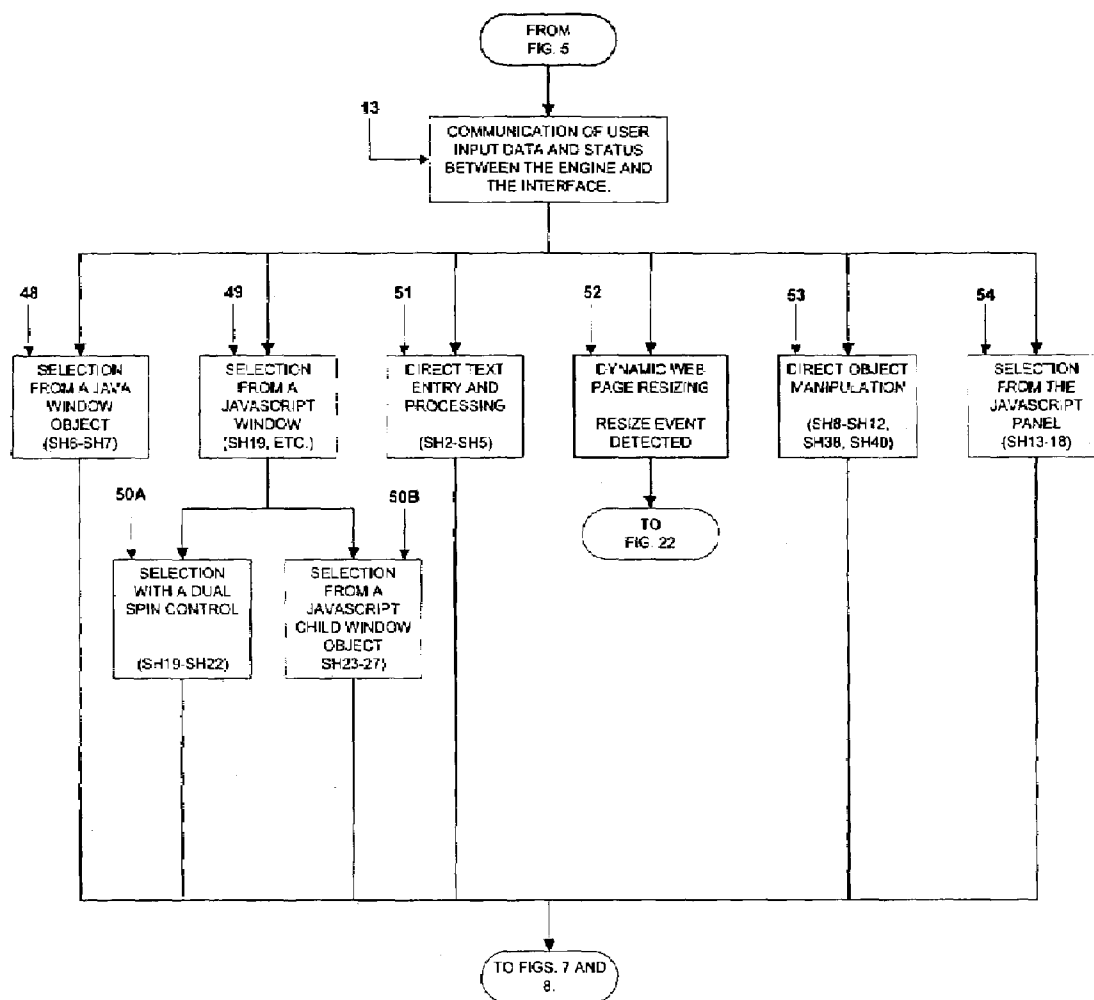 FROM
FIG. 5
13
COMMUNICATION OF USER
INPUT DATA AND STATUS
BETWEEN THE ENGINE AND
THE INTERFACE.
48
SELECTION
FROM A JAVA
WINDOW
OBJECT
(SH6-SH7)
49
SELECTION
FROM A
JAVASCRIPT
WINDOW
(SH19, ETC.)
51
DIRECT TEXT
ENTRY AND
PROCESSING
(SH2-SH5)
52
DYNAMIC WEB
PAGE RESIZING
RESIZE EVENT
DETECTED
53
DIRECT OBJECT
MANIPULATION
(SH8-SH12,
SH38, SH40)
54
SELECTION
FROM THE
JAVASCRIPT
PANEL
(SH13-18)
50A
SELECTION
WITH A DUAL
SPIN CONTROL
(SH19-SH22)
50B
SELECTION
FROM A
JAVASCRIPT
CHILD WINDOW
OBJECT
SH23-27)
TO
FIG. 22
TO FIGS. 7 AND
8.